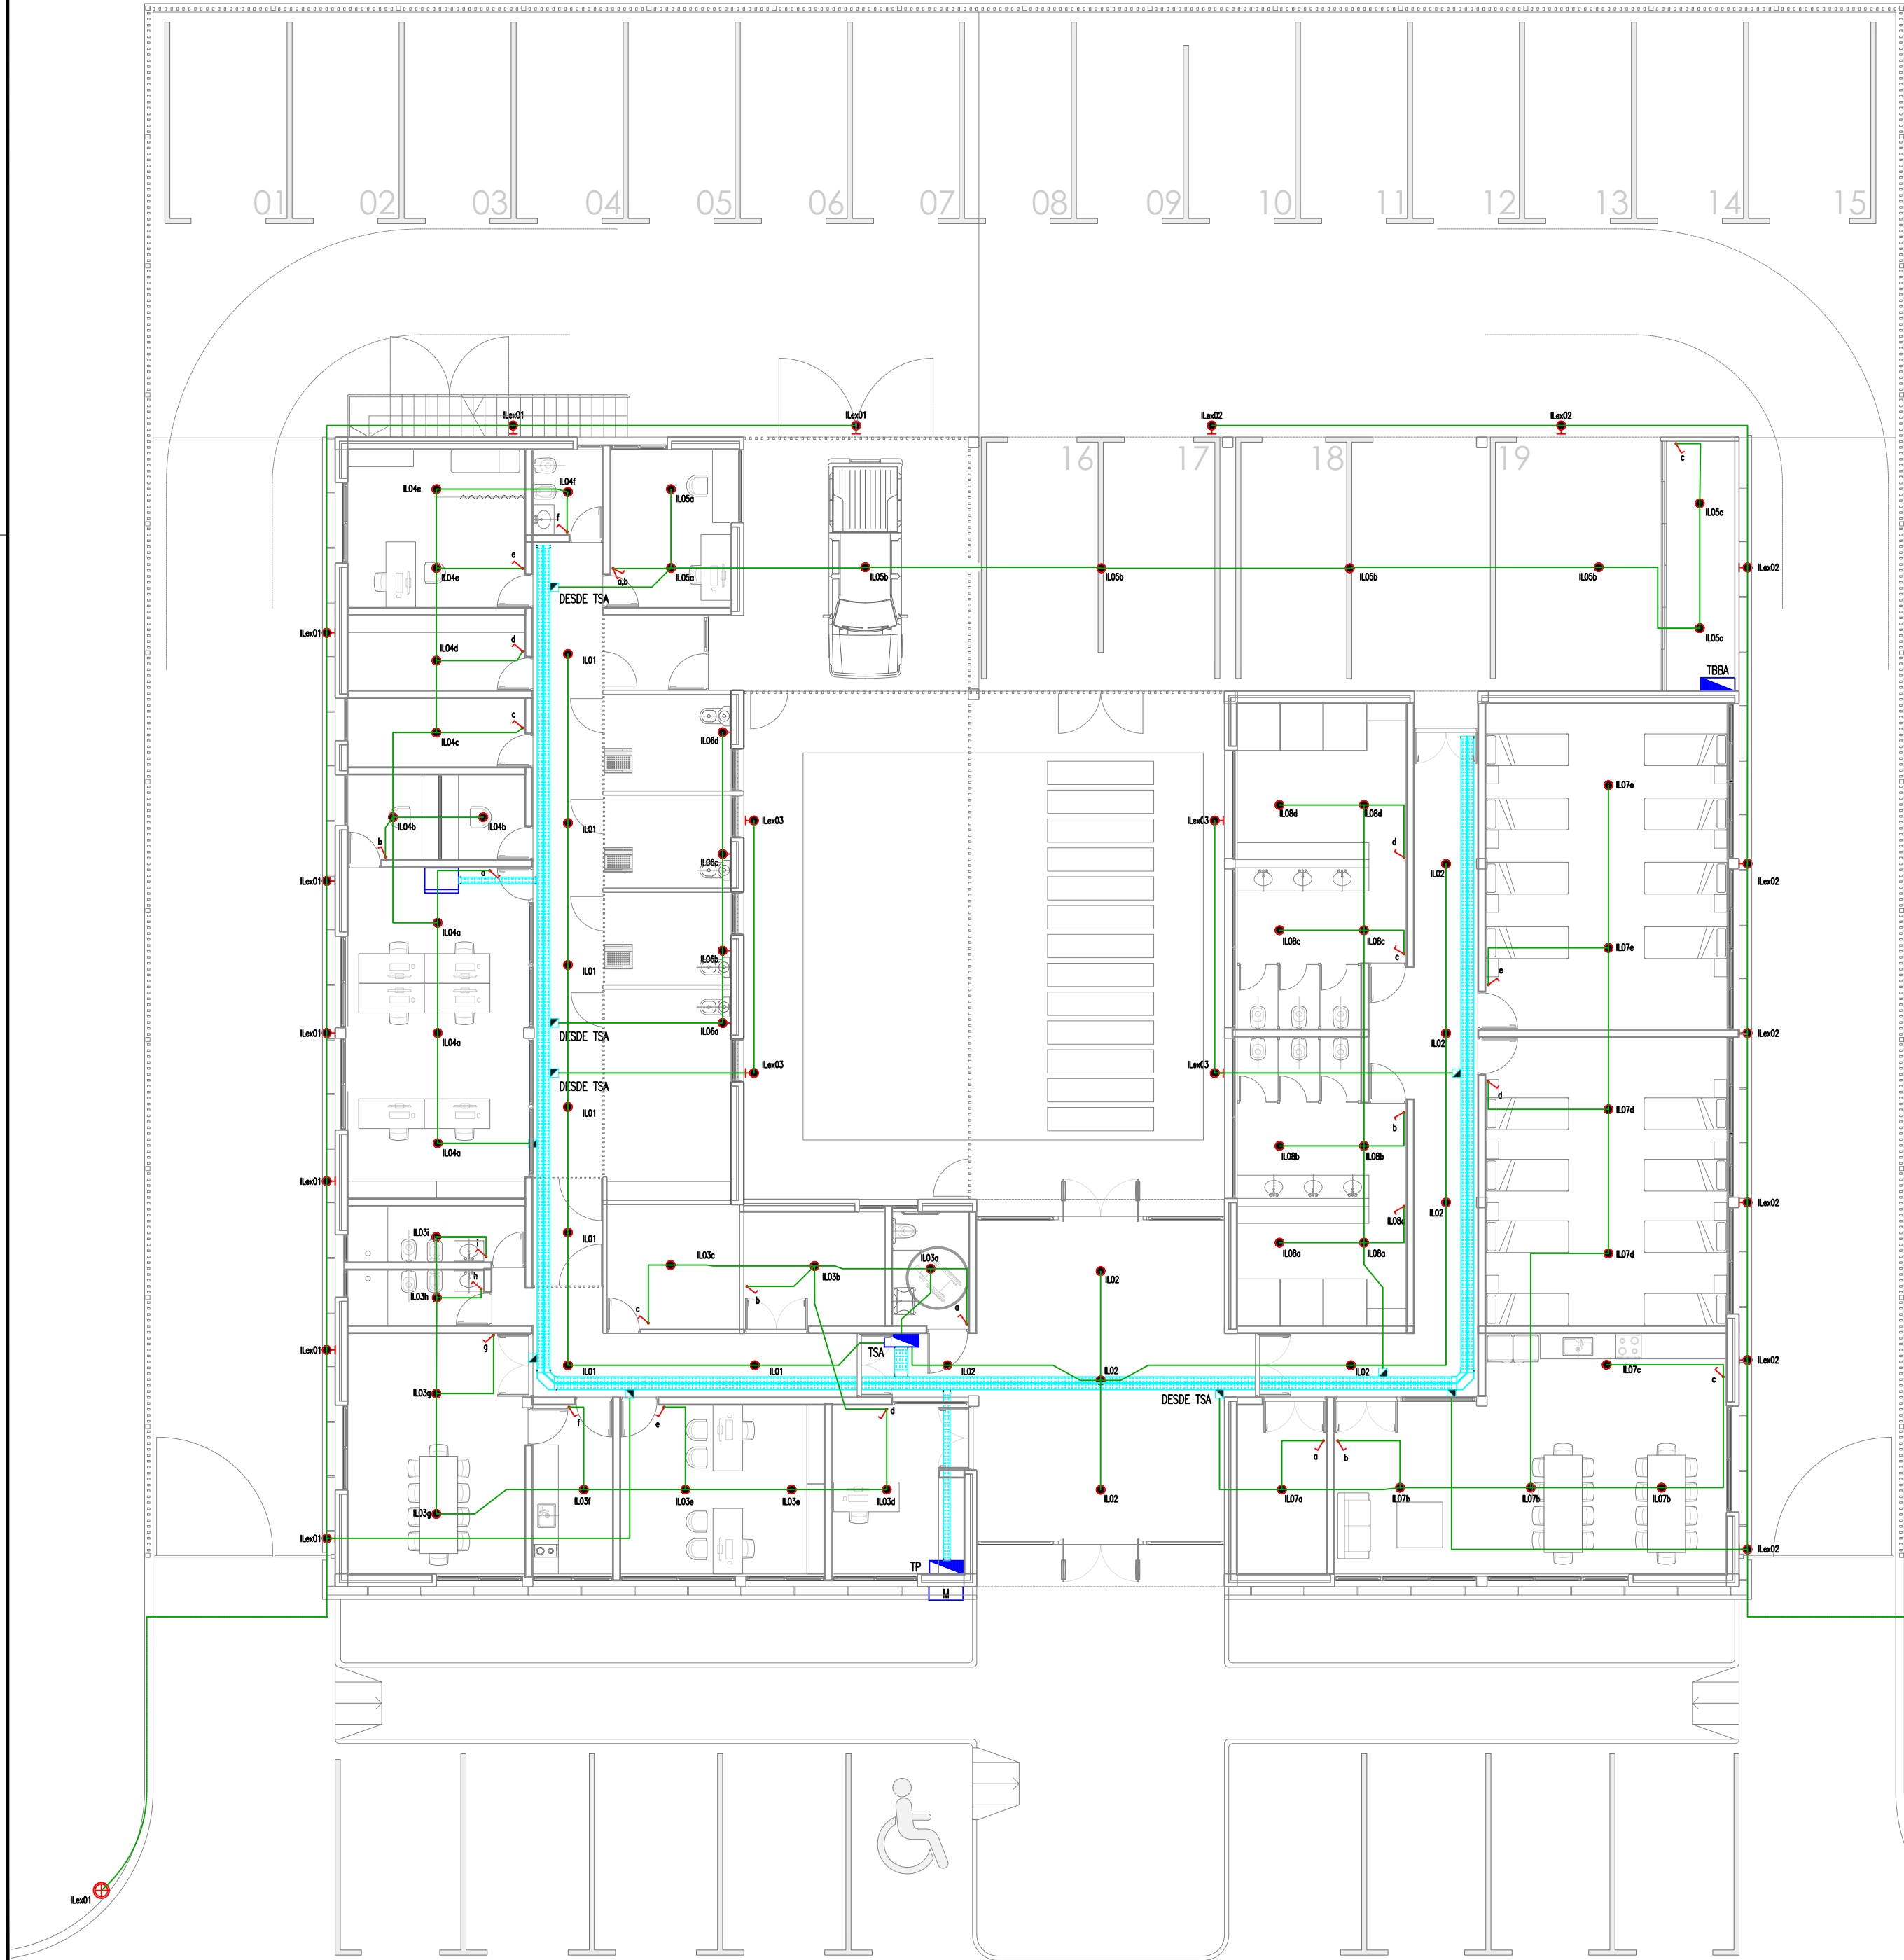 01 02 03 04 05 06 07 08 09 10 11 12 13 14 15
ILex01 ILex01 ILex02 ILex02
16 17 18 19
c
IL04e IL04f IL05a
IL05c
f
e
IL04e a,b IL05a IL05b IL05b IL05b IL05b ILex02
DESDE TSA
ILex01 IL05c
d
IL04d IL01
TBBA
c
IL04c IL06d
IL07e
IL08d IL08d
IL04b IL04b IL01 ILex03 ILex03
b d
IL06c IL02
a
ILex01 ILex02
IL04a IL08c IL08c
IL07e
IL06b c
IL01 e
IL04a IL06a
ILex01 DESDE TSA IL02 ILex02
ILex03 ILex03
DESDE TSA
d
IL01 b IL07d
IL04a IL08b IL08b
ILex01
IL02 ILex02
IL08c
IL03i IL01
i IL03c IL03a IL08a IL08a IL07d
h b IL03b IL02
IL03h
c a
g TSA
ILex01
IL01 IL01 IL02 IL02 IL02 IL07c ILex02
c
IL03g DESDE TSA
f e d
a b
IL03f IL03e IL03e IL03d IL02 IL07a IL07b IL07b IL07b
IL03g
ILex01 ILex02
TP
M
ILex01